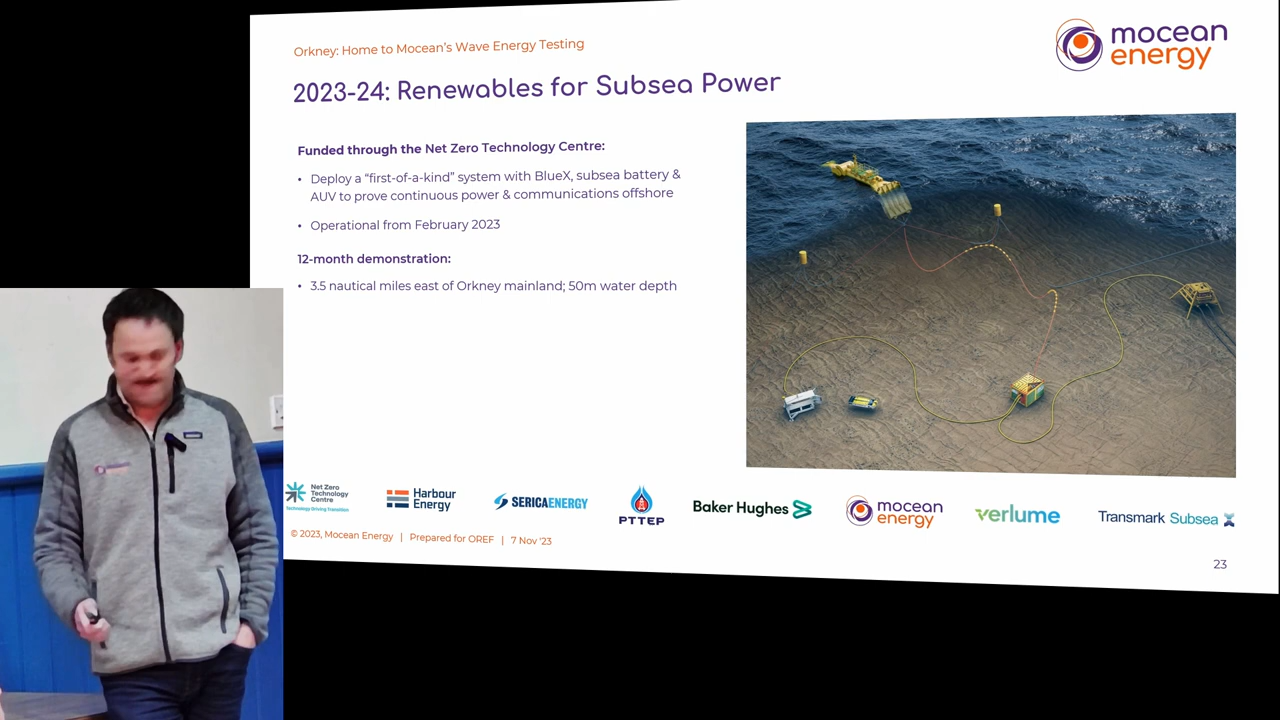 Orkney: Home to Mocean's Wave Energy Testing
mocean
energy
2023-24: Renewables for Subsea Power
Funded through the Net Zero Technology Centre:
• Deploy a “first-of-a-kind” system with BlueX, subsea battery &
AUV to prove continuous power & communications offshore
• Operational from February 2023
12-month demonstration:
• 3.5 nautical miles east of Orkney mainland; 50m water depth
Net Zero
Technology
Centre
Technology Driving Transition
Harbour
Energy
SERICAENERGY
PTTEP
Baker Hughes
mocean
energy
verlume
Transmark Subsea
© 2023, Mocean Energy | Prepared for OREF | 7 Nov '23
23